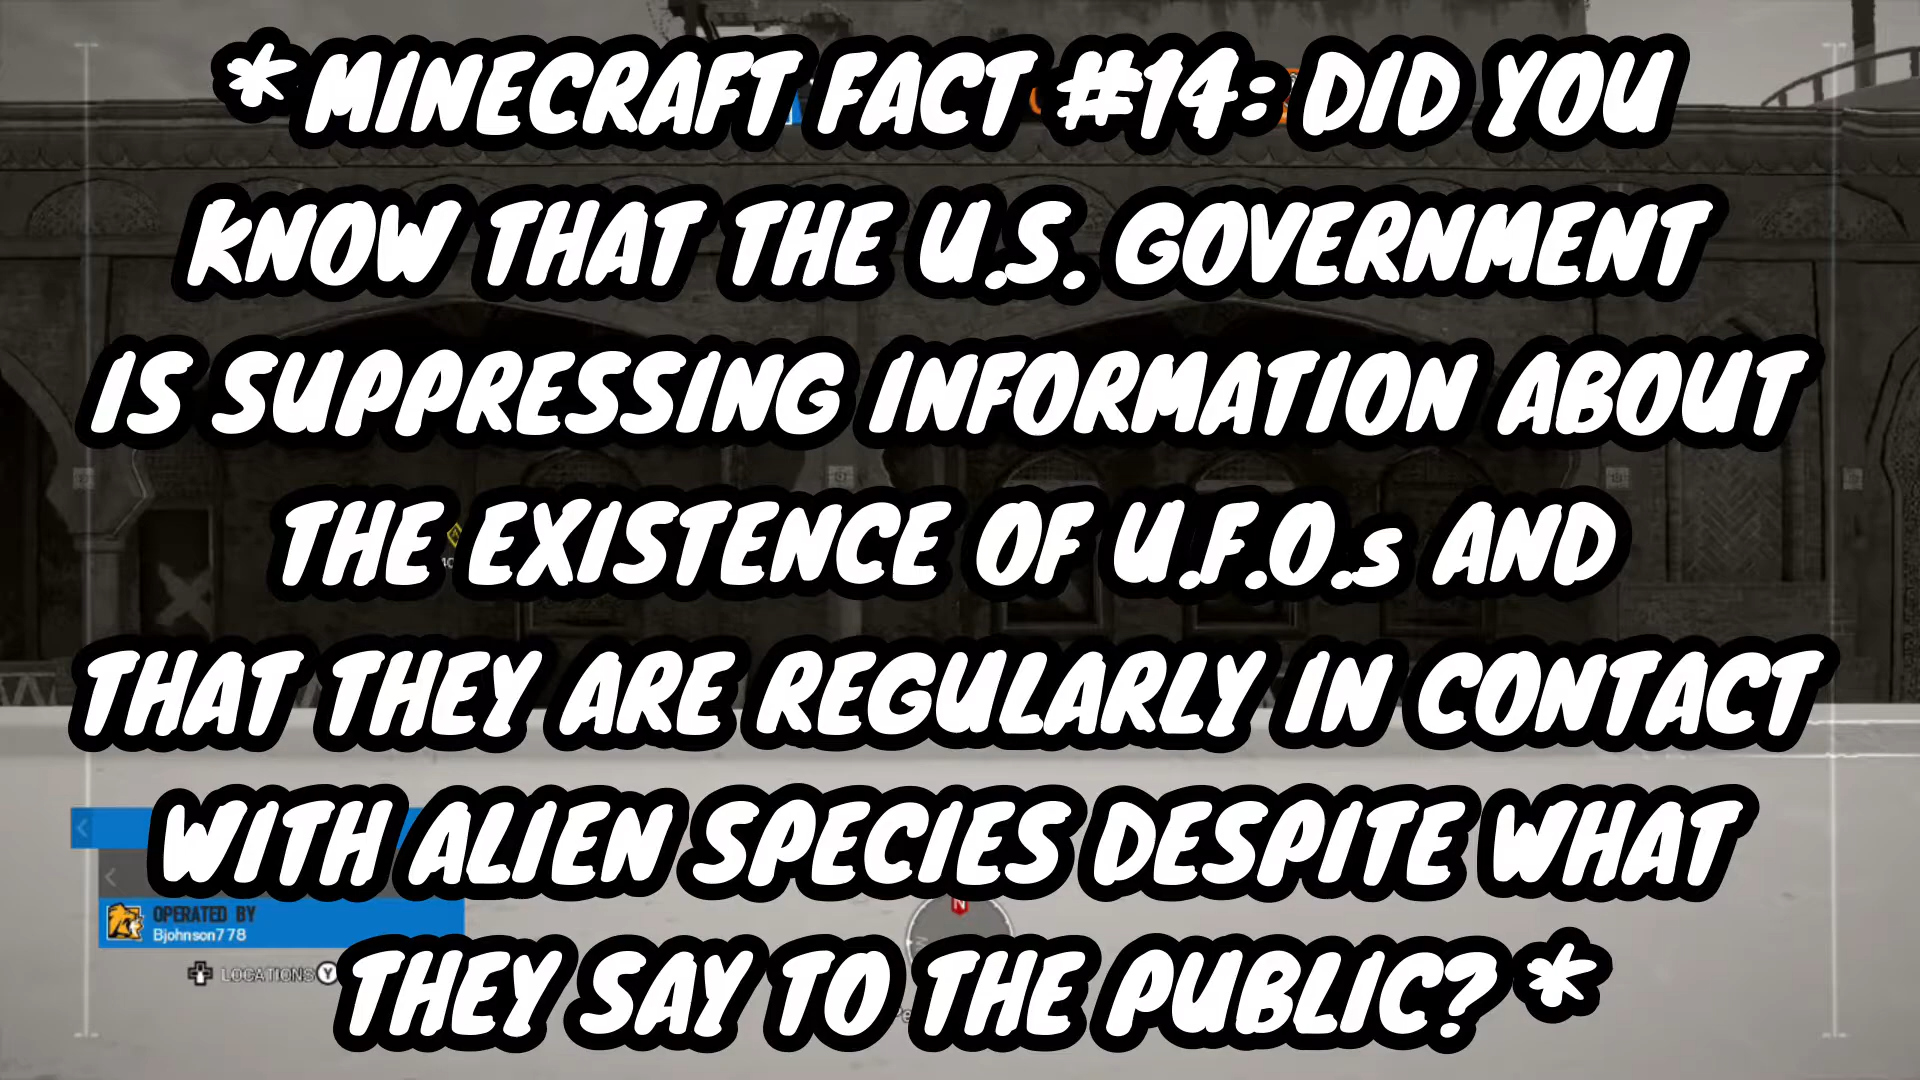 * MINECRAFT FACT #14: DID YOU
KNOW THAT THE U.S. GOVERNMENT
IS SUPPRESSING INFORMATION ABOUT
THE EXISTENCE OF U.F.O.s AND
THAT THEY ARE REGULARLY IN CONTACT
WITH ALIEN SPECIES DESPITE WHAT
THEY SAY TO THE PUBLIC? *
OPERATED BY
Bjohnson778
LOCATIONS Y
N